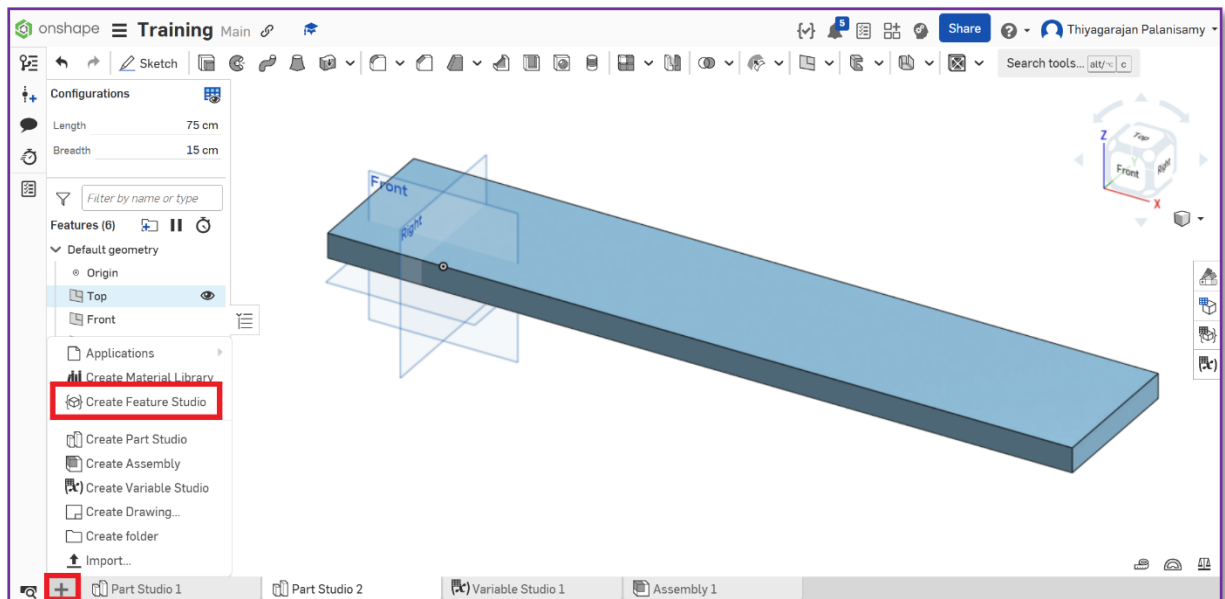 onshape Training Main
5 Share Thiyagarajan Palanisamy
Sketch Search tools... alt/⌥ c
Configurations
Length 75 cm
Breadth 15 cm
Filter by name or type
Features (6)
Default geometry
Origin
Top
Front
Applications
Create Material Library
Create Feature Studio
Create Part Studio
Create Assembly
Create Variable Studio
Create Drawing...
Create folder
Import...
Front
Right
Top
Z
Y
Front
Right
X
Part Studio 1 Part Studio 2 Variable Studio 1 Assembly 1